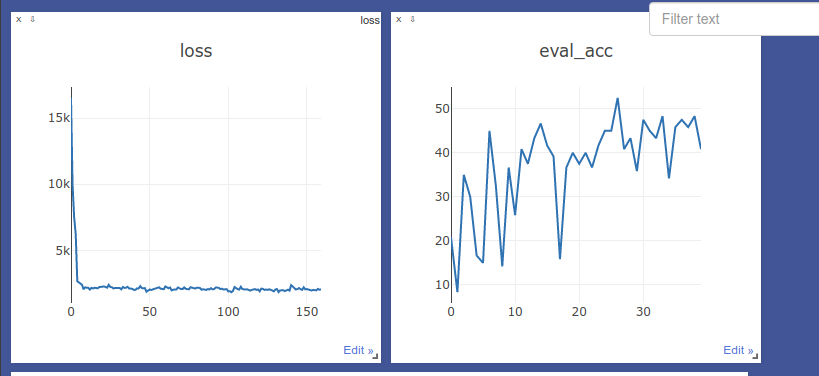 X ⇩ loss
loss
15k
10k
5k
0 50 100 150
Edit »
X ⇩
Filter text
eval_acc
50
40
30
20
10
0 10 20 30
Edit »